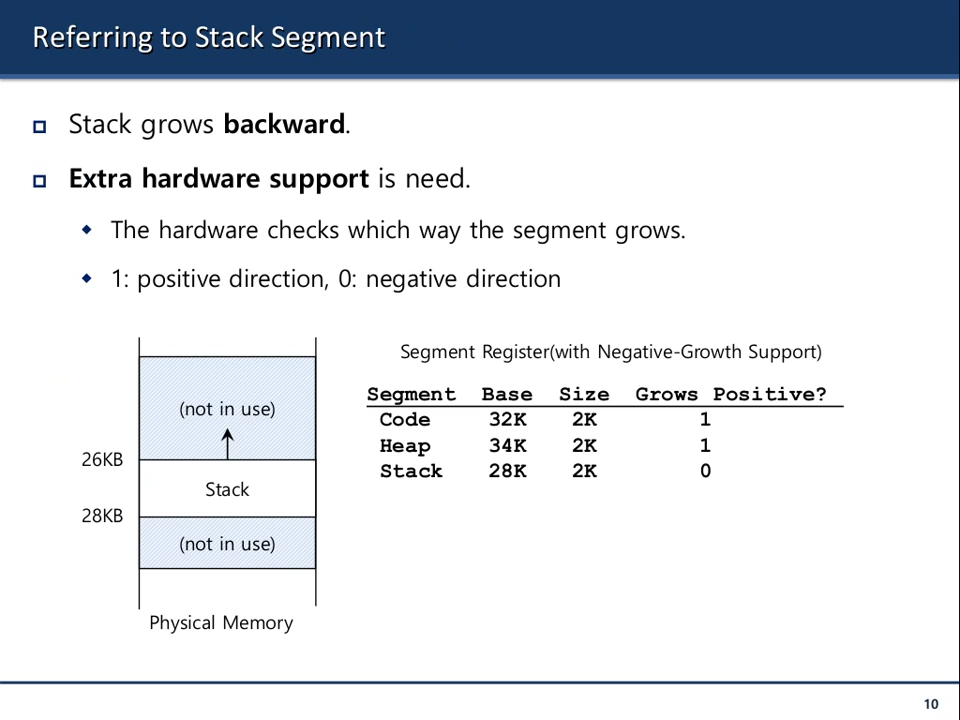 Referring to Stack Segment
Stack grows backward.
Extra hardware support is need.
The hardware checks which way the segment grows.
1: positive direction, 0: negative direction
(not in use)
26KB
Stack
28KB
(not in use)
Physical Memory
Segment Register(with Negative-Growth Support)
Segment Base Size Grows Positive?
Code 32K 2K 1
Heap 34K 2K 1
Stack 28K 2K 0
10